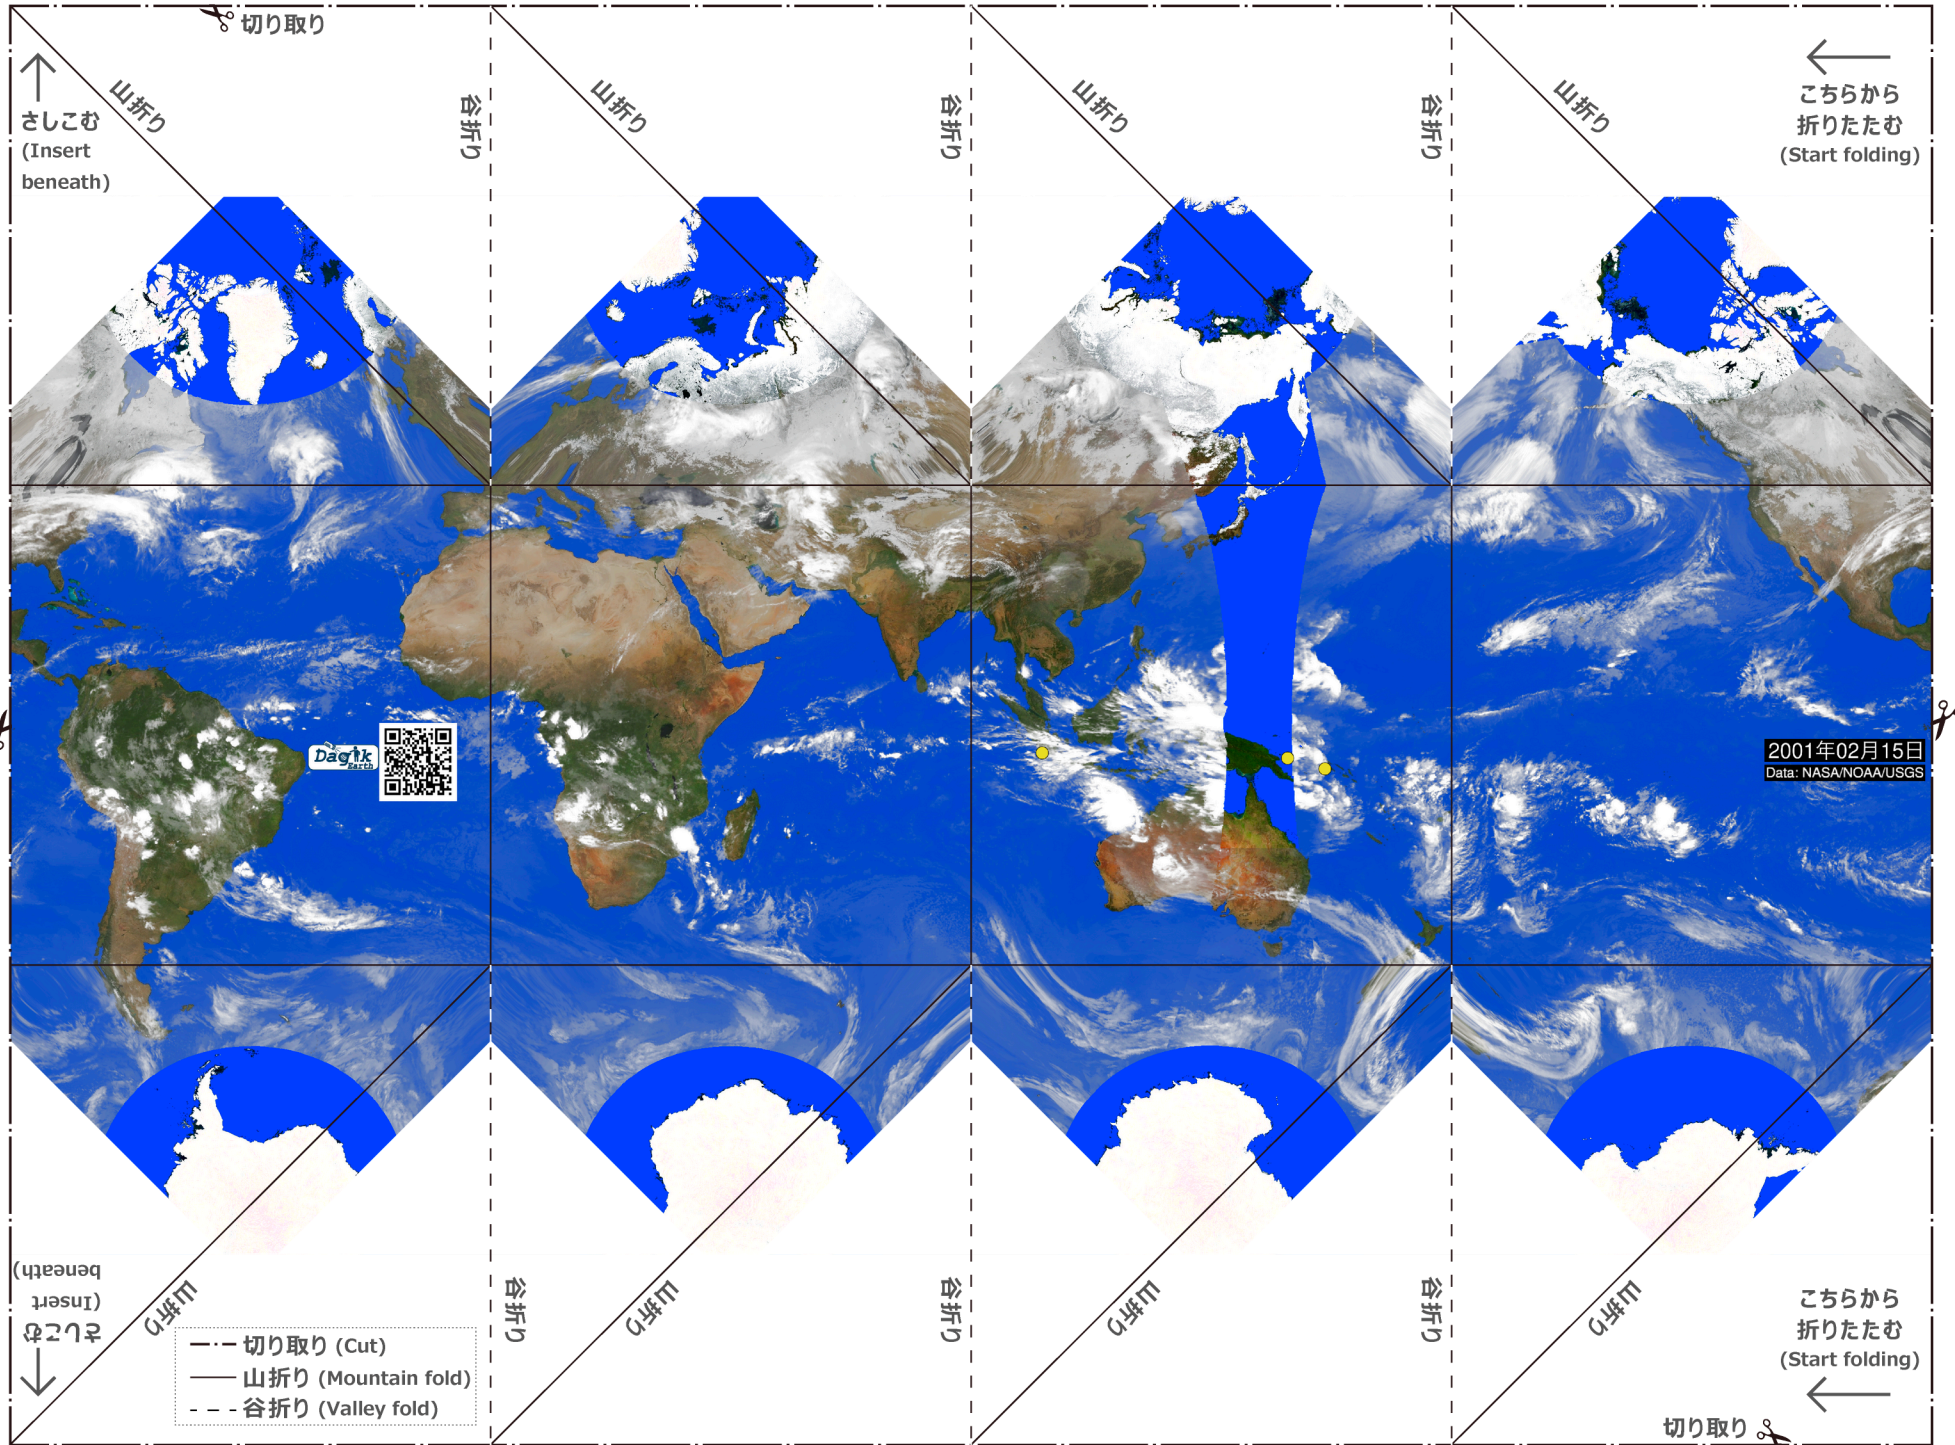 切り取り
さしこむ
(Insert
beneath)
山折り
谷折り
山折り
谷折り
山折り
谷折り
山折り
こちらから
折りたたむ
(Start folding)
Dagik
Earth
2001年02月15日
Data: NASA/NOAA/USGS
さしこむ
(Insert
beneath)
山折り
谷折り
山折り
谷折り
山折り
谷折り
山折り
こちらから
折りたたむ
(Start folding)
切り取り (Cut)
山折り (Mountain fold)
谷折り (Valley fold)
切り取り